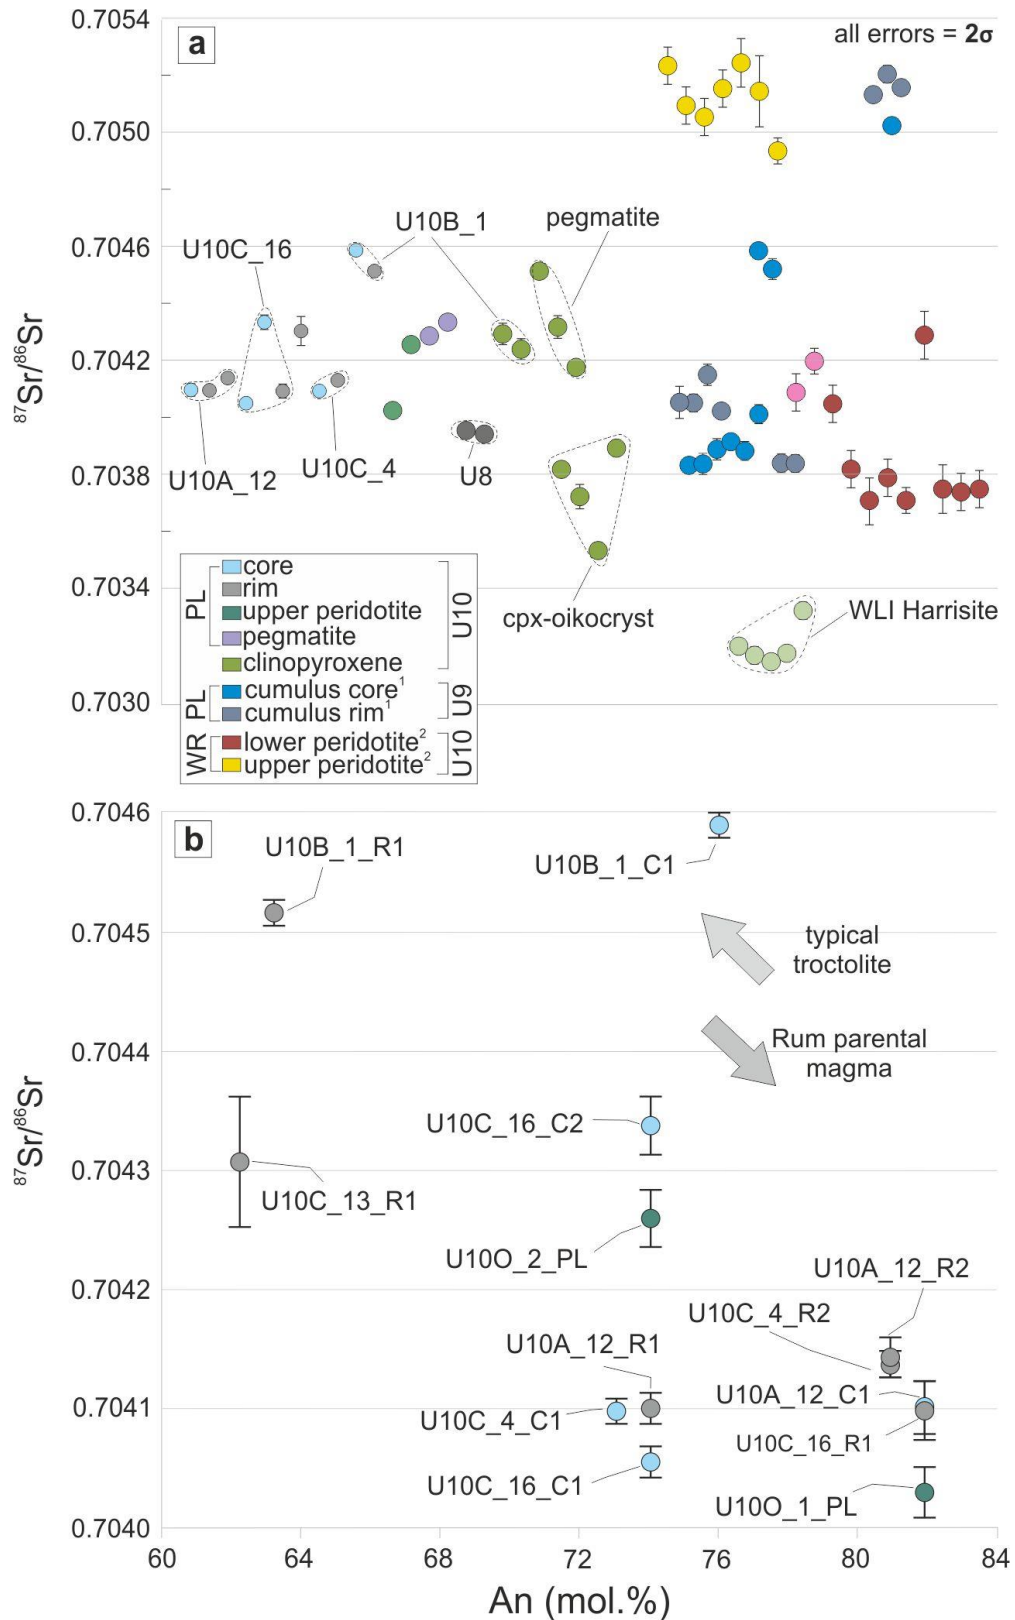 0.7054
a
all errors = 2σ
0.7050
0.7046
U10B_1
pegmatite
U10C_16
⁸⁷Sr/⁸⁶Sr
0.7042
U10A_12
U10C_4
U8
0.7038
cpx-oikocryst
WLI Harrisite
0.7034
0.7030
PL
core
rim
upper peridotite
pegmatite
clinopyroxene
U10
PL
cumulus core¹
cumulus rim¹
U9
WR
lower peridotite²
upper peridotite²
U10
0.7046
b
U10B_1_R1
U10B_1_C1
0.7045
typical
troctolite
0.7044
Rum parental
magma
⁸⁷Sr/⁸⁶Sr
U10C_16_C2
0.7043
U10C_13_R1
U10O_2_PL
0.7042
U10A_12_R2
U10C_4_R2
U10A_12_R1
U10A_12_C1
0.7041
U10C_4_C1
U10C_16_R1
U10C_16_C1
U10O_1_PL
0.7040
60 64 68 72 76 80 84
An (mol.%)